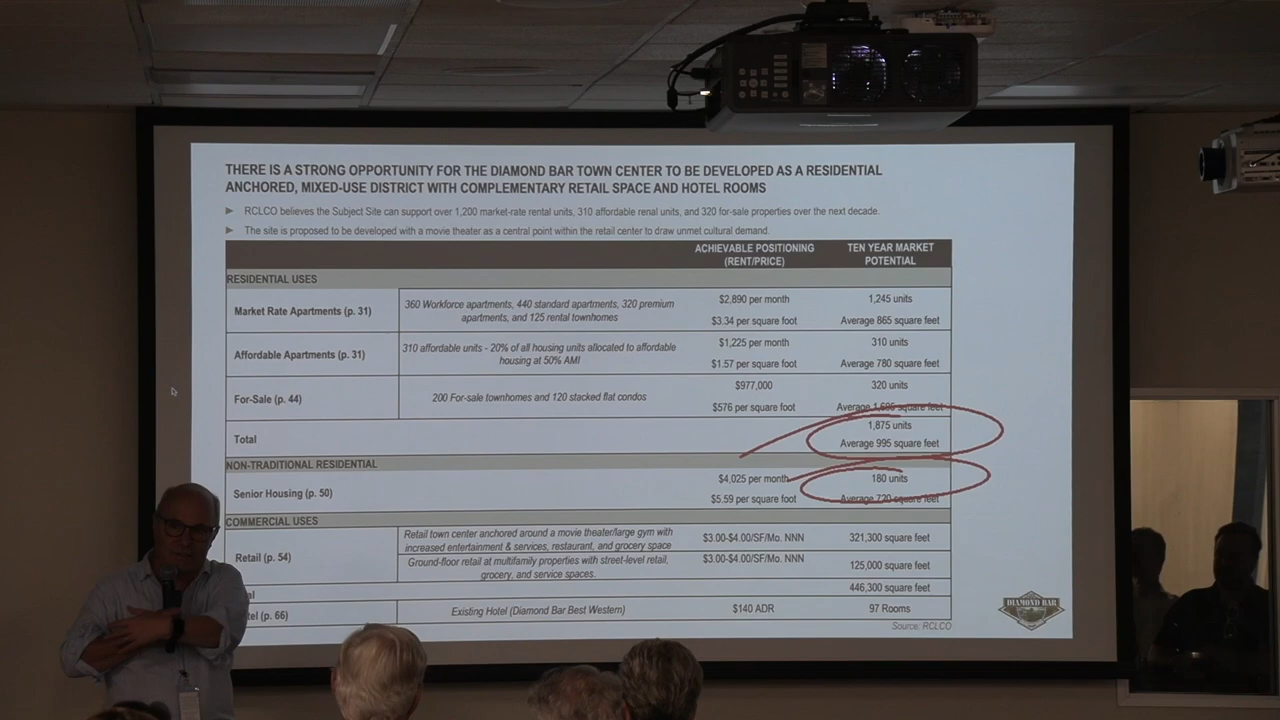 THERE IS A STRONG OPPORTUNITY FOR THE DIAMOND BAR TOWN CENTER TO BE DEVELOPED AS A RESIDENTIAL
ANCHORED, MIXED-USE DISTRICT WITH COMPLEMENTARY RETAIL SPACE AND HOTEL ROOMS
RCLCO believes the Subject Site can support over 1,200 market-rate rental units, 310 affordable renal units, and 320 for-sale properties over the next decade.
The site is proposed to be developed with a movie theater as a central point within the retail center to draw unmet cultural demand.
ACHIEVABLE POSITIONING
(RENT/PRICE)
TEN YEAR MARKET
POTENTIAL
RESIDENTIAL USES
Market Rate Apartments (p. 31)
360 Workforce apartments, 440 standard apartments, 320 premium
apartments, and 125 rental townhomes
$2,890 per month
$3.34 per square foot
1,245 units
Average 865 square feet
Affordable Apartments (p. 31)
310 affordable units - 20% of all housing units allocated to affordable
housing at 50% AMI
$1,225 per month
$1.57 per square foot
310 units
Average 780 square feet
For-Sale (p. 44)
200 For-sale townhomes and 120 stacked flat condos
$977,000
$576 per square foot
320 units
Average square feet
Total
1,875 units
Average 995 square feet
NON-TRADITIONAL RESIDENTIAL
Senior Housing (p. 50)
$4,025 per month
$5.59 per square foot
180 units
Average 720 square feet
COMMERCIAL USES
Retail (p. 54)
Retail town center anchored around a movie theater/large gym with
increased entertainment & services, restaurant, and grocery space
$3.00-$4.00/SF/Mo. NNN
321,300 square feet
Ground-floor retail at multifamily properties with street-level retail,
grocery, and service spaces.
$3.00-$4.00/SF/Mo. NNN
125,000 square feet
446,300 square feet
(p. 66)
Existing Hotel (Diamond Bar Best Western)
$140 ADR
97 Rooms
Source: RCLCO
DIAMOND BAR